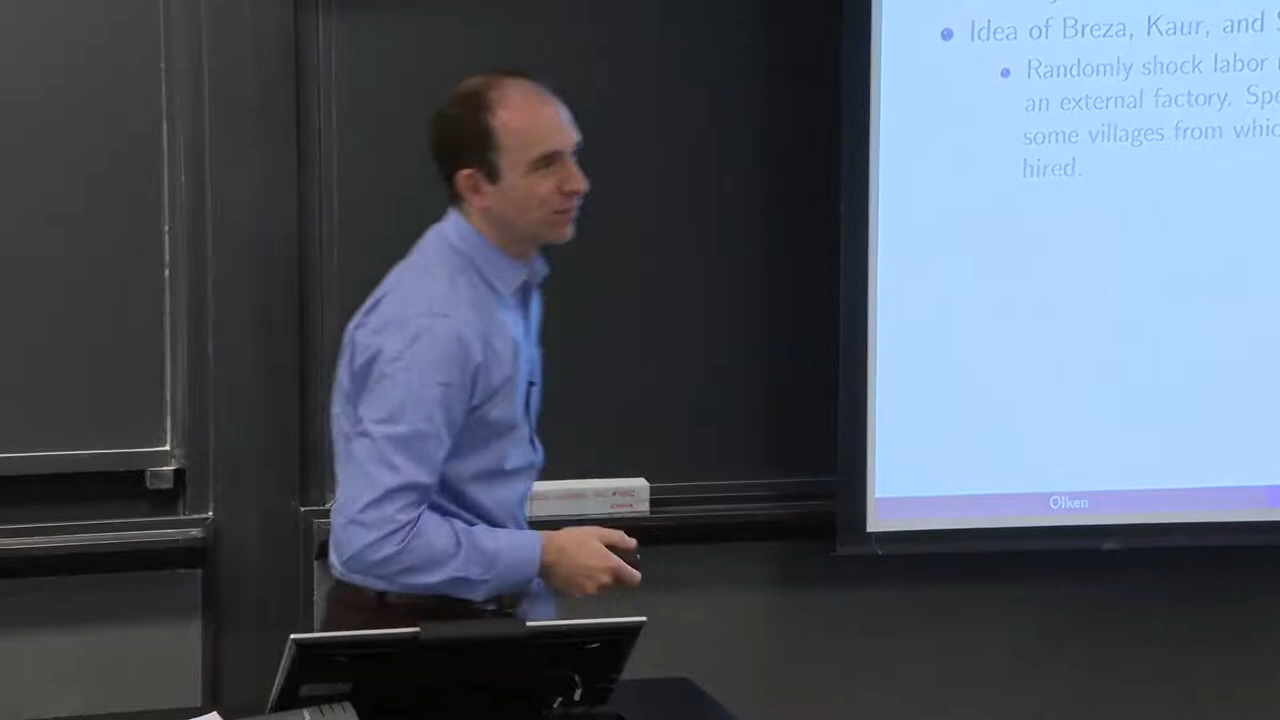 Idea of Breza, Kaur, and
Randomly shock labor
an external factory. Spe
some villages from whic
hired.
Olken